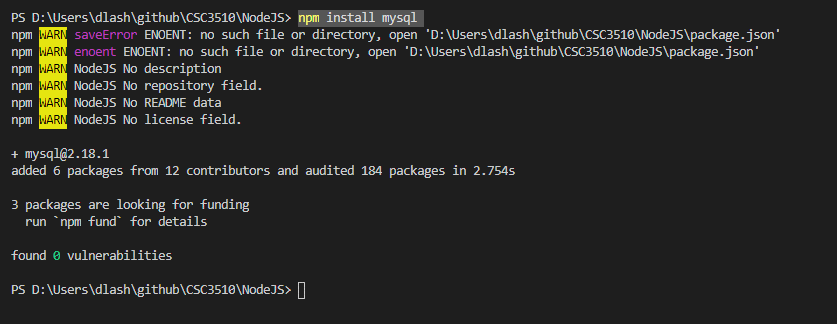 PS D:\Users\dlash\github\CSC3510\NodeJS> npm install mysql
npm WARN saveError ENOENT: no such file or directory, open 'D:\Users\dlash\github\CSC3510\NodeJS\package.json'
npm WARN enoent ENOENT: no such file or directory, open 'D:\Users\dlash\github\CSC3510\NodeJS\package.json'
npm WARN NodeJS No description
npm WARN NodeJS No repository field.
npm WARN NodeJS No README data
npm WARN NodeJS No license field.
+ mysql@2.18.1
added 6 packages from 12 contributors and audited 184 packages in 2.754s
3 packages are looking for funding
run `npm fund` for details
found 0 vulnerabilities
PS D:\Users\dlash\github\CSC3510\NodeJS>